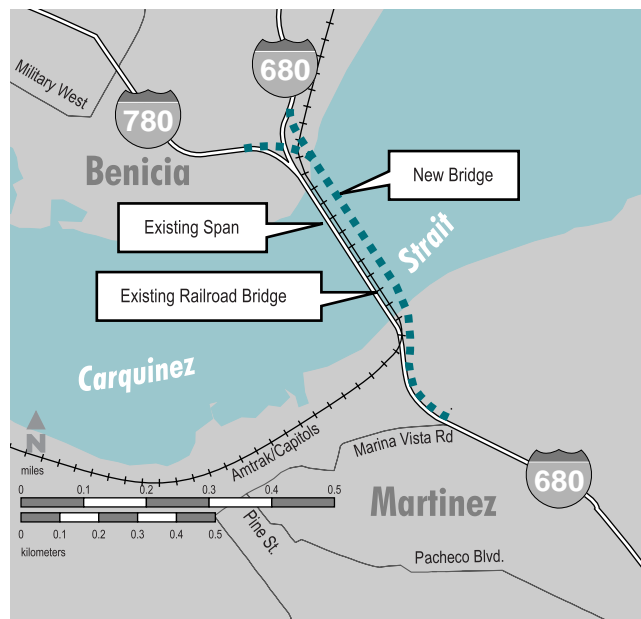 680
Military West
780
New Bridge
Benicia
Existing Span
Strait
Existing Railroad Bridge
Carquinez
N
Amtrak/Capitols
Marina Vista Rd
miles
680
0 0.1 0.2 0.3 0.4 0.5
Martinez
Pine St.
0 0.1 0.2 0.3 0.4 0.5
kilometers
Pacheco Blvd.